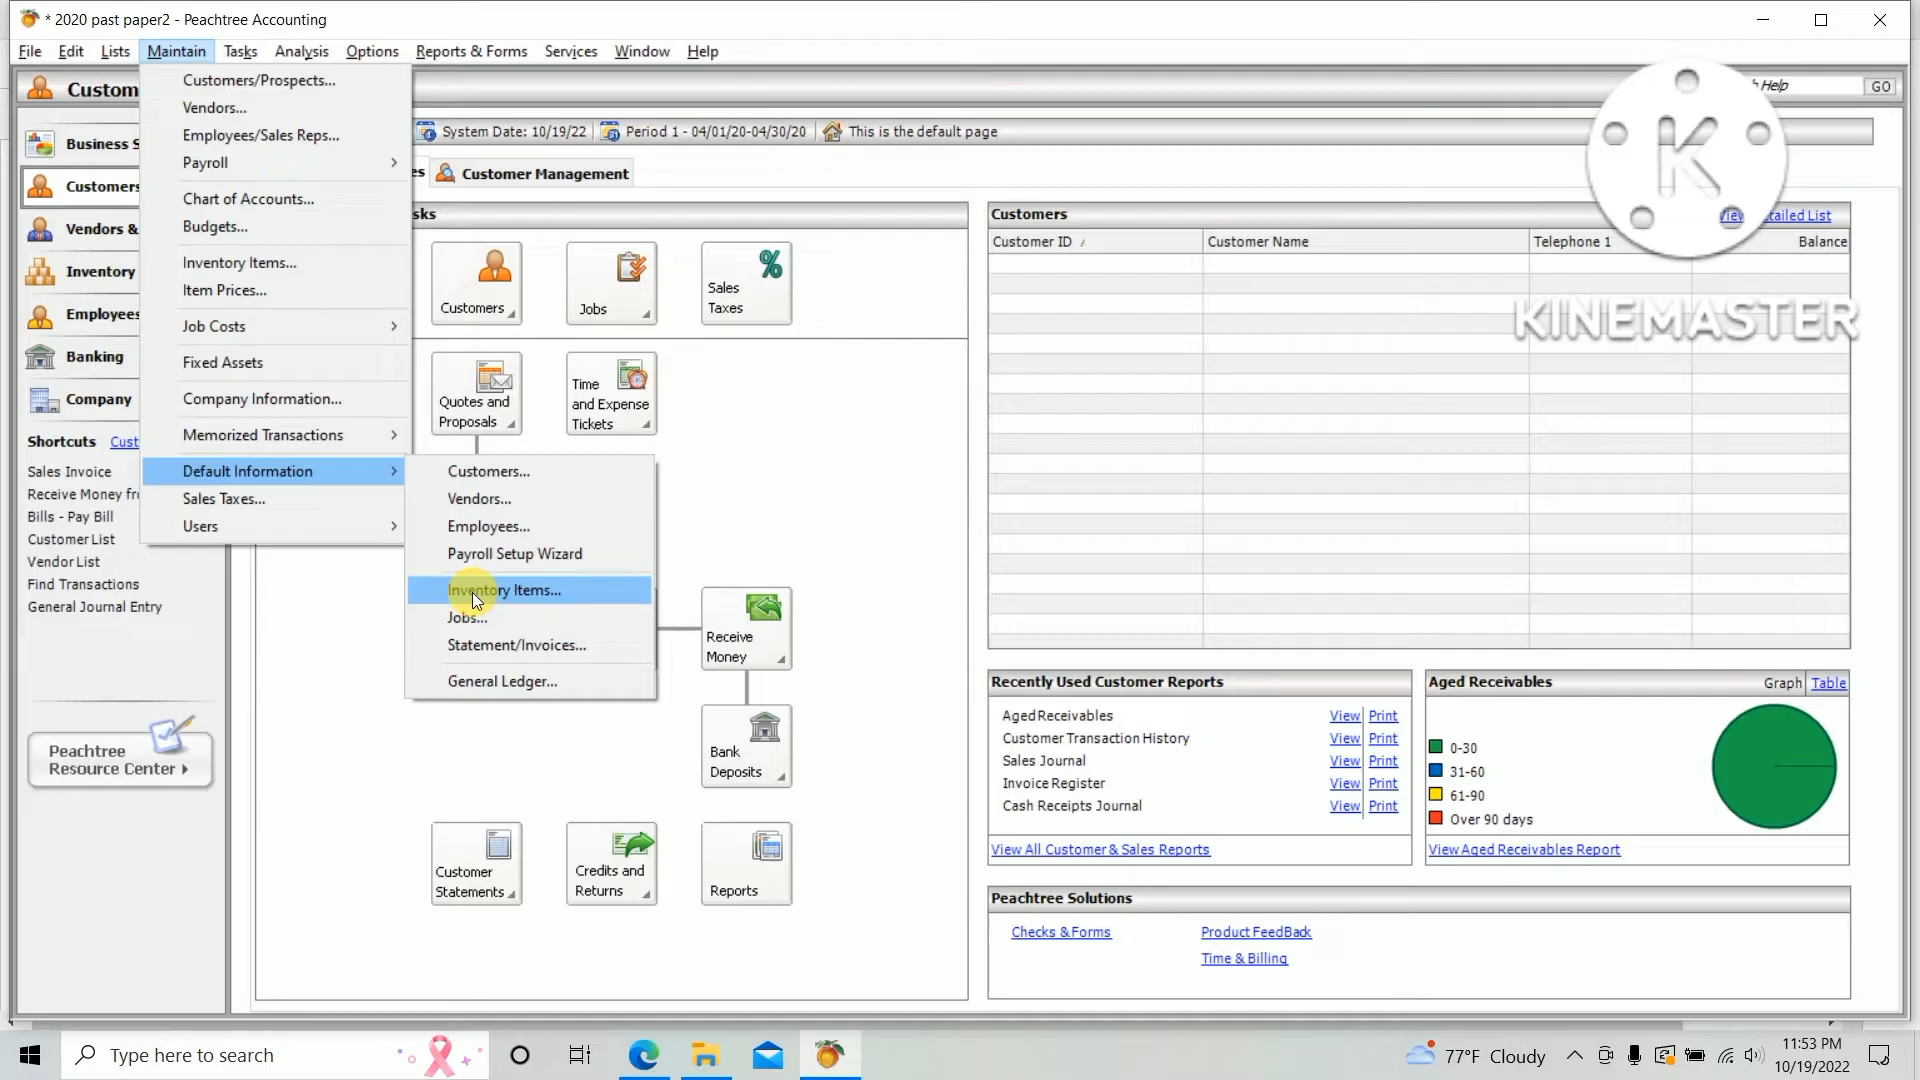 * 2020 past paper2 - Peachtree Accounting
File Edit Lists Maintain Tasks Analysis Options Reports & Forms Services Window Help
Custom
Help
GO
Customers/Prospects...
Vendors...
Employees/Sales Reps...
Payroll
Chart of Accounts...
Budgets...
Inventory Items...
Item Prices...
Job Costs
Fixed Assets
Company Information...
Memorized Transactions
Default Information
Sales Taxes...
Users
Customers...
Vendors...
Employees...
Payroll Setup Wizard
Inventory Items...
Jobs...
Statement/Invoices...
General Ledger...
Business S
Customers
Vendors &
Inventory
Employees
Banking
Company
Shortcuts Cust
Sales Invoice
Receive Money fr
Bills - Pay Bill
Customer List
Vendor List
Find Transactions
General Journal Entry
Peachtree
Resource Center
System Date: 10/19/22
Period 1 - 04/01/20-04/30/20
This is the default page
es
Customer Management
sks
Customers
Jobs
Sales
Taxes
Quotes and
Proposals
Time
and Expense
Tickets
Receive
Money
Bank
Deposits
Customer
Statements
Credits and
Returns
Reports
Customers
View Detailed List
Customer ID / Customer Name Telephone 1 Balance
K
KINEMASTER
Recently Used Customer Reports
Aged Receivables View Print
Customer Transaction History View Print
Sales Journal View Print
Invoice Register View Print
Cash Receipts Journal View Print
View All Customer & Sales Reports
Aged Receivables Graph Table
0-30
31-60
61-90
Over 90 days
View Aged Receivables Report
Peachtree Solutions
Checks & Forms
Product FeedBack
Time & Billing
Type here to search
77°F Cloudy
11:53 PM
10/19/2022